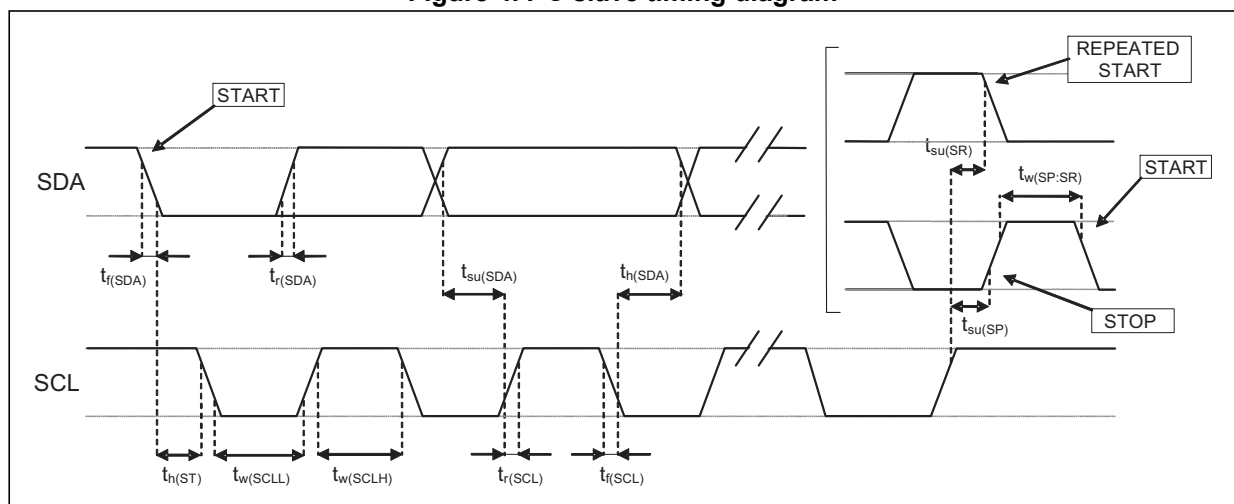 REPEATED
START
START
t_su(SR)
t_w(SP:SR)
START
SDA
t_f(SDA)
t_r(SDA)
t_su(SDA)
t_h(SDA)
t_su(SP)
STOP
SCL
t_h(ST)
t_w(SCLL)
t_w(SCLH)
t_r(SCL)
t_f(SCL)